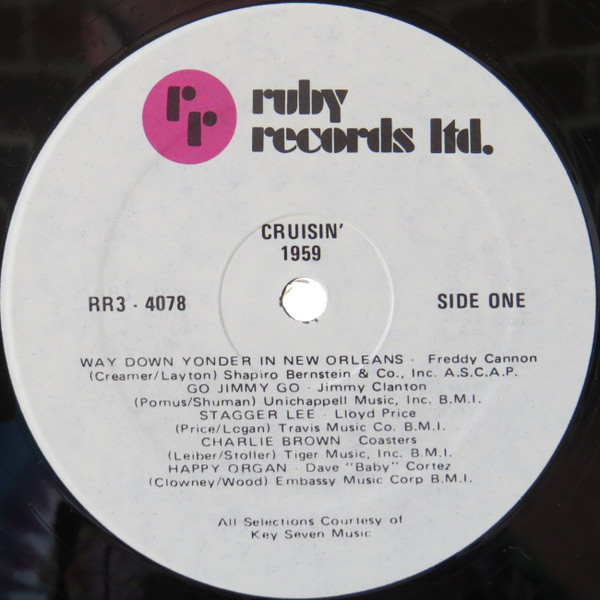 rr
ruby
records ltd.
CRUISIN'
1959
RR3 - 4078
SIDE ONE
WAY DOWN YONDER IN NEW ORLEANS - Freddy Cannon
(Creamer/Layton) Shapiro Bernstein & Co., Inc. A.S.C.A.P.
GO JIMMY GO - Jimmy Clanton
(Pomus/Shuman) Unichappell Music, Inc. B.M.I.
STAGGER LEE - Lloyd Price
(Price/Logan) Travis Music Co. B.M.I.
CHARLIE BROWN Coasters
(Leiber/Stoller) Tiger Music, Inc. B.M.I.
HAPPY ORGAN - Dave "Baby" Cortez
(Clowney/Wood) Embassy Music Corp B.M.I.
All Selections Courtesy of
Key Seven Music